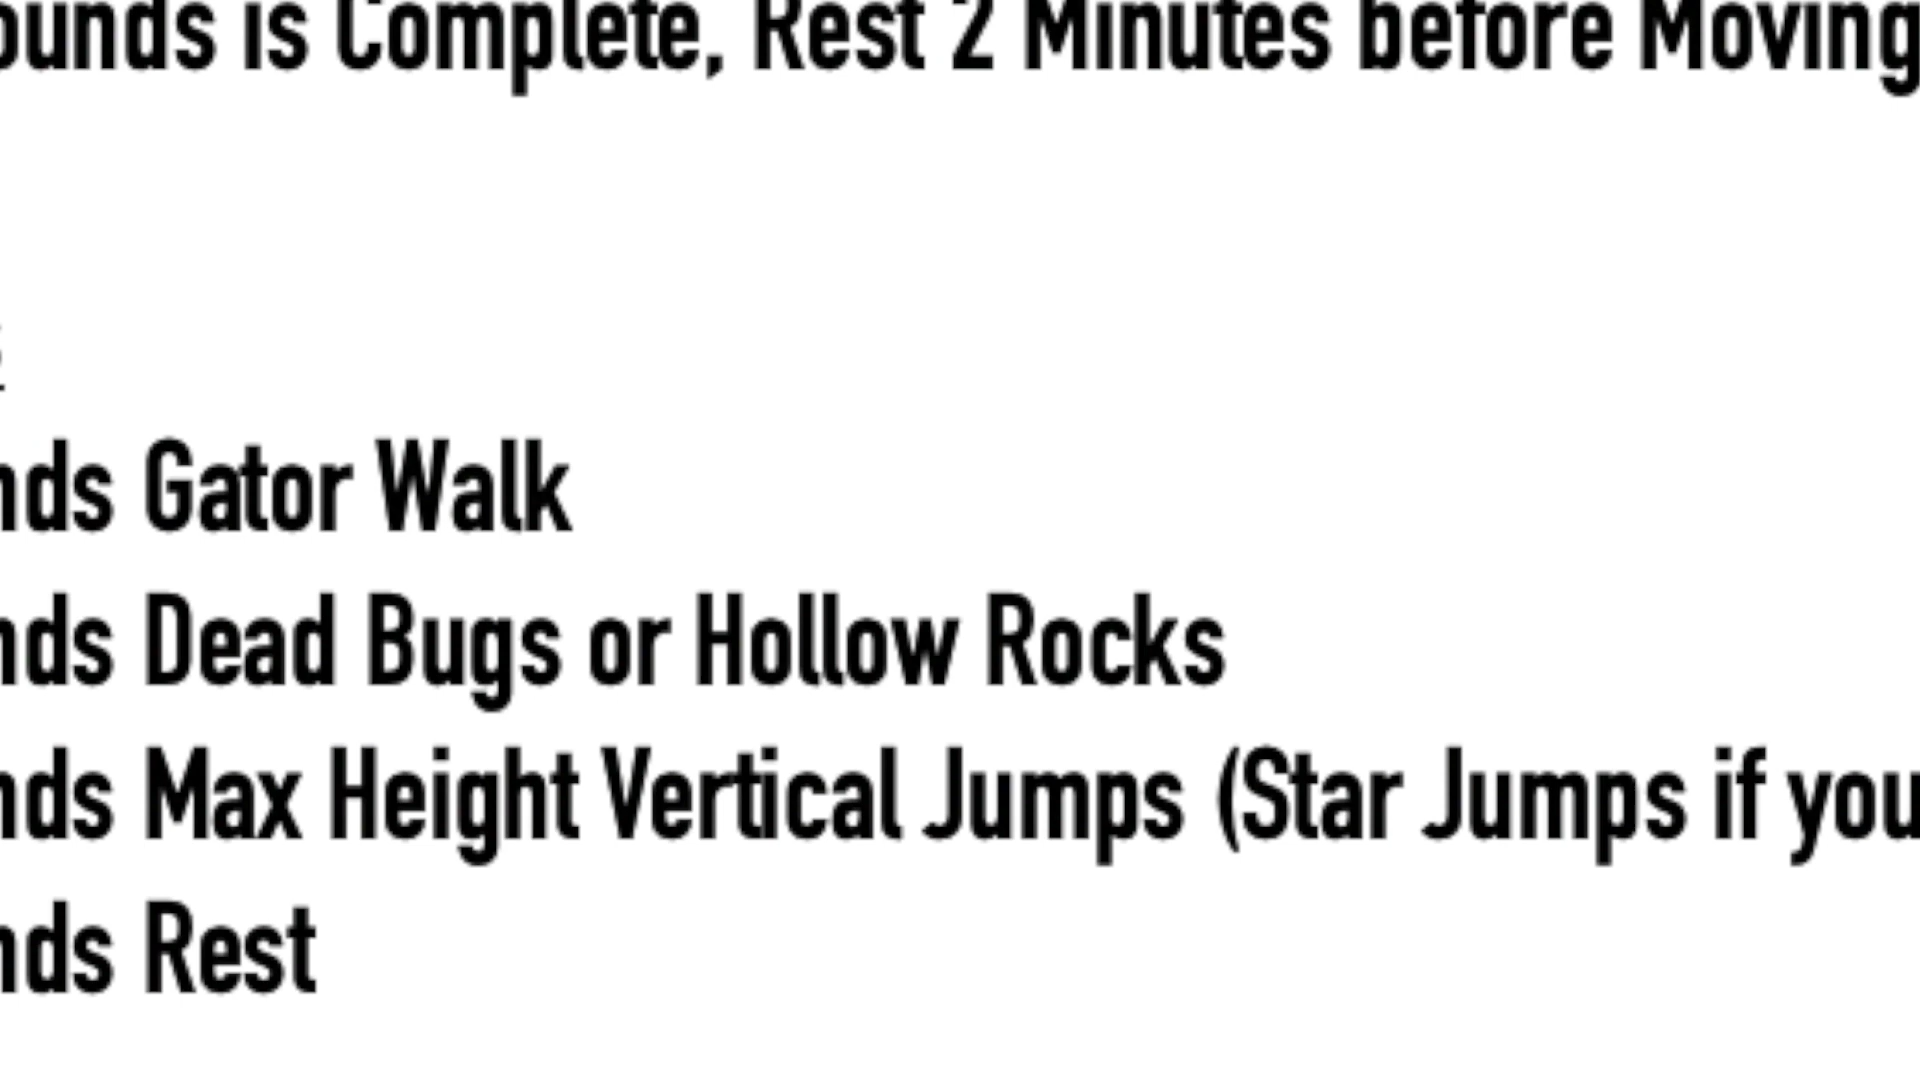 ounds is Complete, Rest 2 Minutes before Moving
nds Gator Walk
nds Dead Bugs or Hollow Rocks
nds Max Height Vertical Jumps (Star Jumps if you
nds Rest